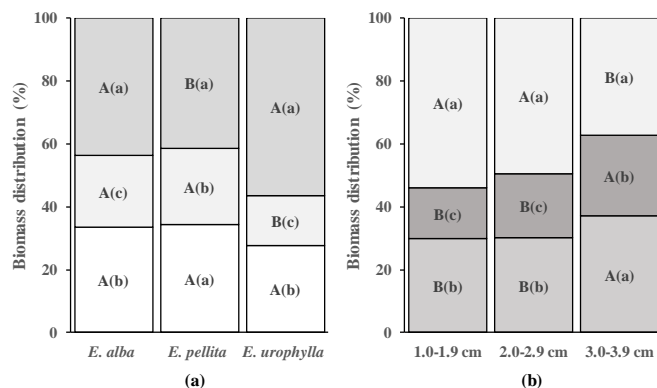 Biomass distribution (%)
100
80
60
40
20
0
A(a)
B(a)
A(a)
A(c)
A(b)
B(c)
A(b)
A(a)
A(b)
E. alba
E. pellita
E. urophylla
(a)
Biomass distribution (%)
100
80
60
40
20
0
A(a)
A(a)
B(a)
B(c)
B(c)
A(b)
B(b)
B(b)
A(a)
1.0-1.9 cm
2.0-2.9 cm
3.0-3.9 cm
(b)